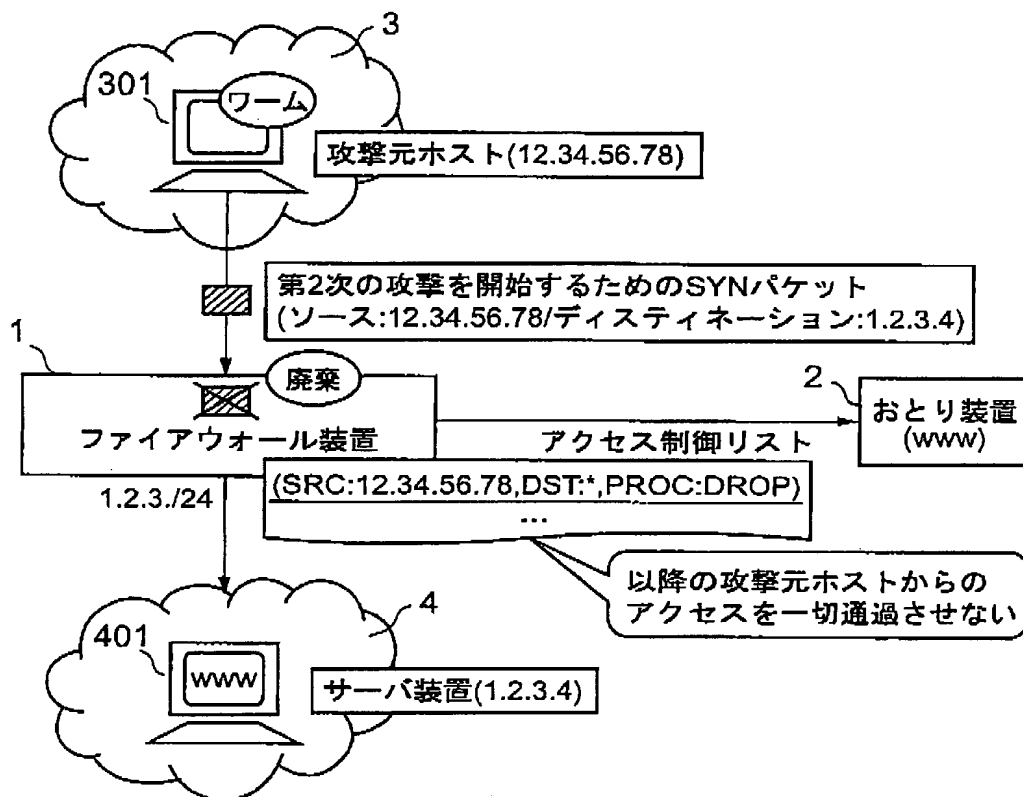 3
301
ワーム
攻撃元ホスト(12.34.56.78)
第2次の攻撃を開始するためのSYNパケット
(ソース:12.34.56.78/ディスティネーション:1.2.3.4)
1
廃棄
ファイアウォール装置
2
おとり装置
(www)
アクセス制御リスト
1.2.3./24
(SRC:12.34.56.78,DST:*,PROC:DROP)
…
以降の攻撃元ホストからの
アクセスを一切通過させない
4
401
www
サーバ装置(1.2.3.4)